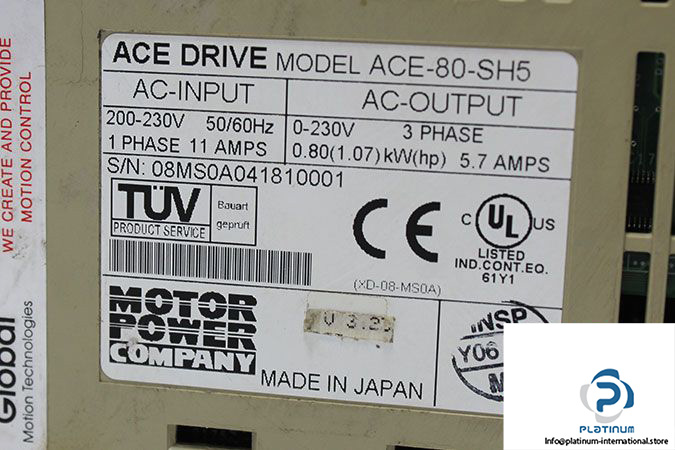 WE CREATE AND PROVIDE
MOTION CONTROL
Global
Motion Technologies
ACE DRIVE MODEL ACE-80-SH5
AC-INPUT
AC-OUTPUT
200-230V 50/60Hz
1 PHASE 11 AMPS
0-230V 3 PHASE
0.80(1.07)kW(hp) 5.7 AMPS
S/N: 08MS0A041810001
TÜV
PRODUCT SERVICE
Bauart
geprüft
CE
C UL US
LISTED
IND.CONT.EQ.
61Y1
(XD-08-MS0A)
MOTOR
POWER
COMPANY
MADE IN JAPAN
INSP
Y06
PLATINUM
Info@platinum-international.store